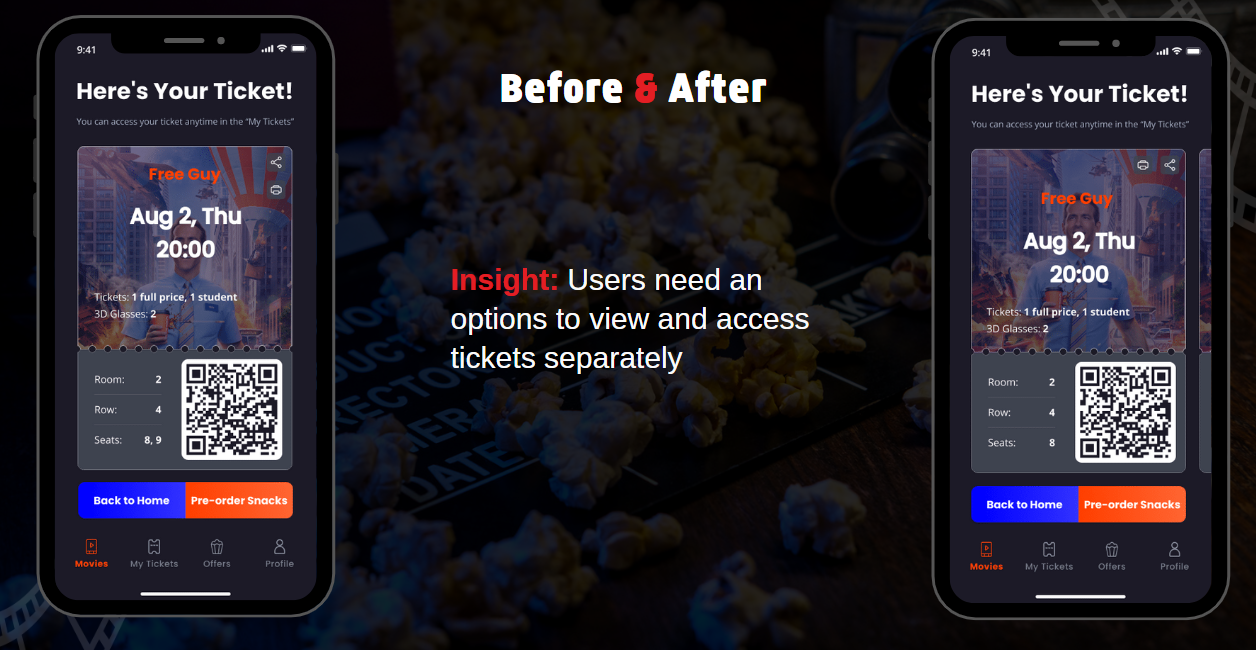 9:41
Here's Your Ticket!
You can access your ticket anytime in the “My Tickets”
Free Guy
Aug 2, Thu
20:00
Tickets: 1 full price, 1 student
3D Glasses: 2
Room: 2
Row: 4
Seats: 8, 9
Back to Home Pre-order Snacks
Movies My Tickets Offers Profile
Before & After
Insight: Users need an
options to view and access
tickets separately
9:41
Here's Your Ticket!
You can access your ticket anytime in the “My Tickets”
Free Guy
Aug 2, Thu
20:00
Tickets: 1 full price, 1 student
3D Glasses: 2
Room: 2
Row: 4
Seats: 8
Back to Home Pre-order Snacks
Movies My Tickets Offers Profile
DATE